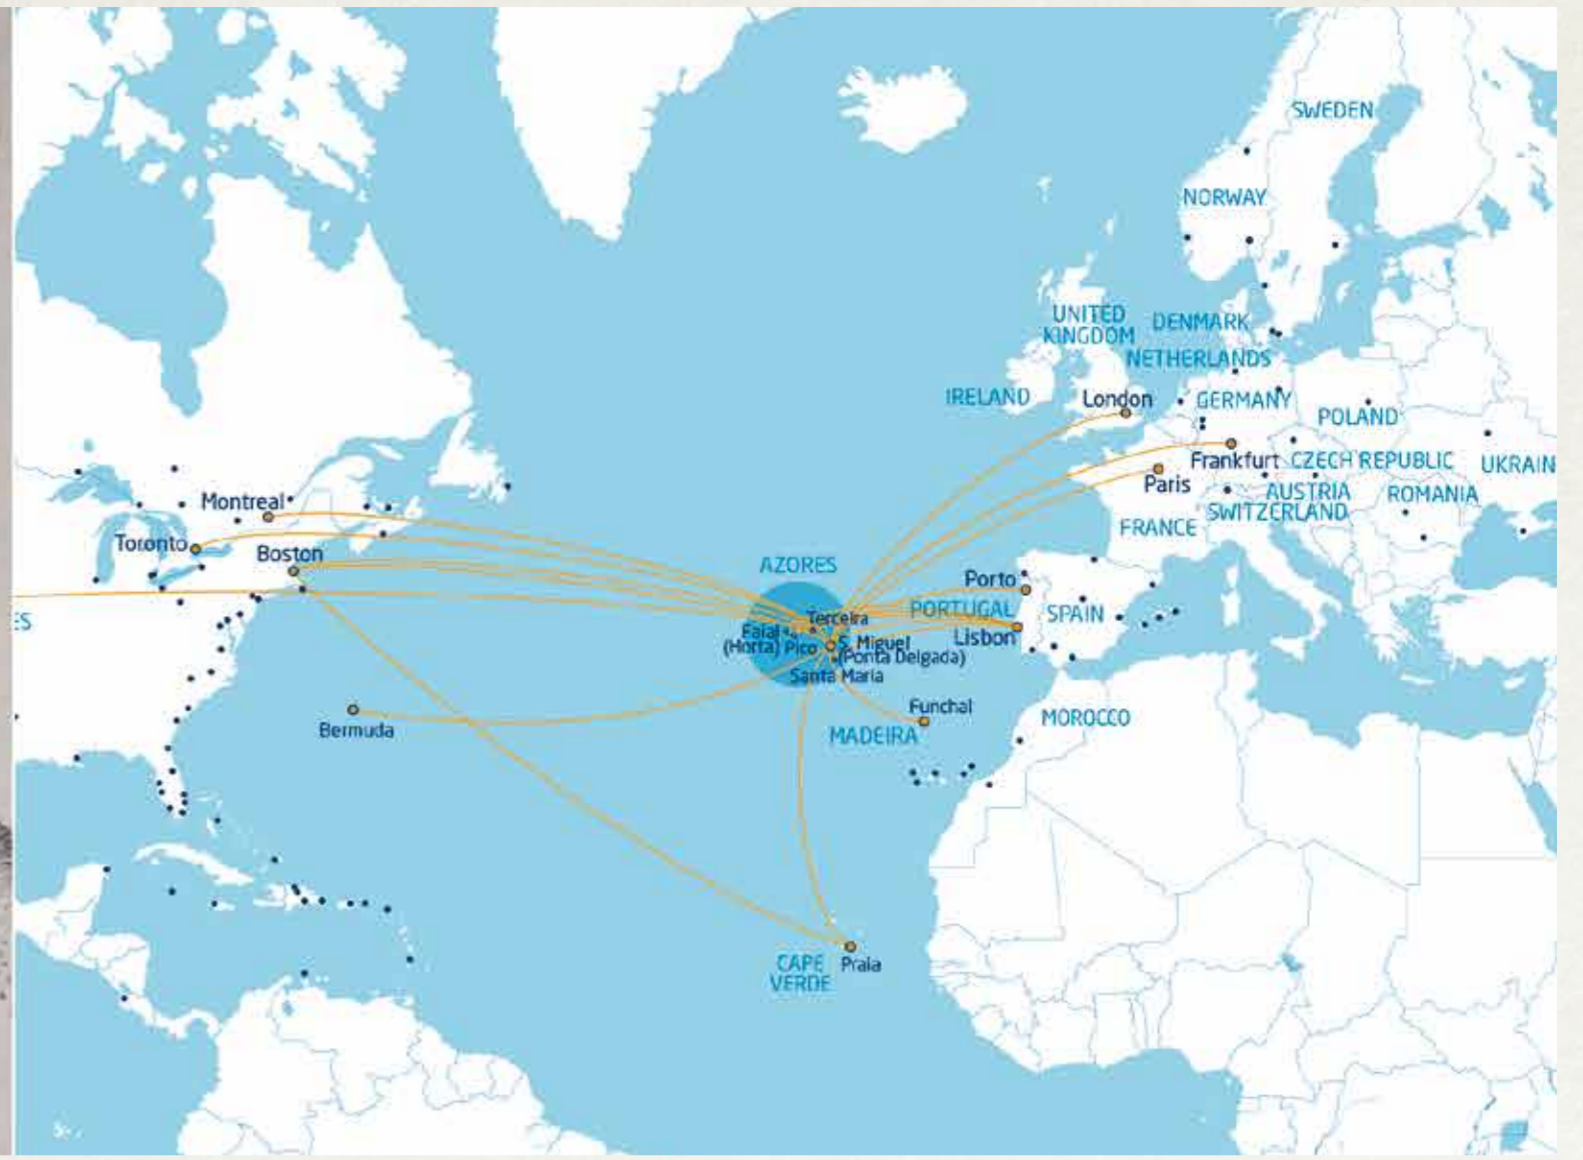 SWEDEN
NORWAY
UNITED
KINGDOM
DENMARK
NETHERLANDS
IRELAND
London
GERMANY
POLAND
Frankfurt
CZECH REPUBLIC
UKRAIN
Paris
AUSTRIA
ROMANIA
SWITZERLAND
FRANCE
Montreal
Toronto
Boston
AZORES
Porto
PORTUGAL
SPAIN
Lisbon
ES
Terceira
Faial
(Horta)
Pico
S. Miguel
(Ponta Delgada)
Santa Maria
Bermuda
Funchal
MADEIRA
MOROCCO
CAPE
VERDE
Praia